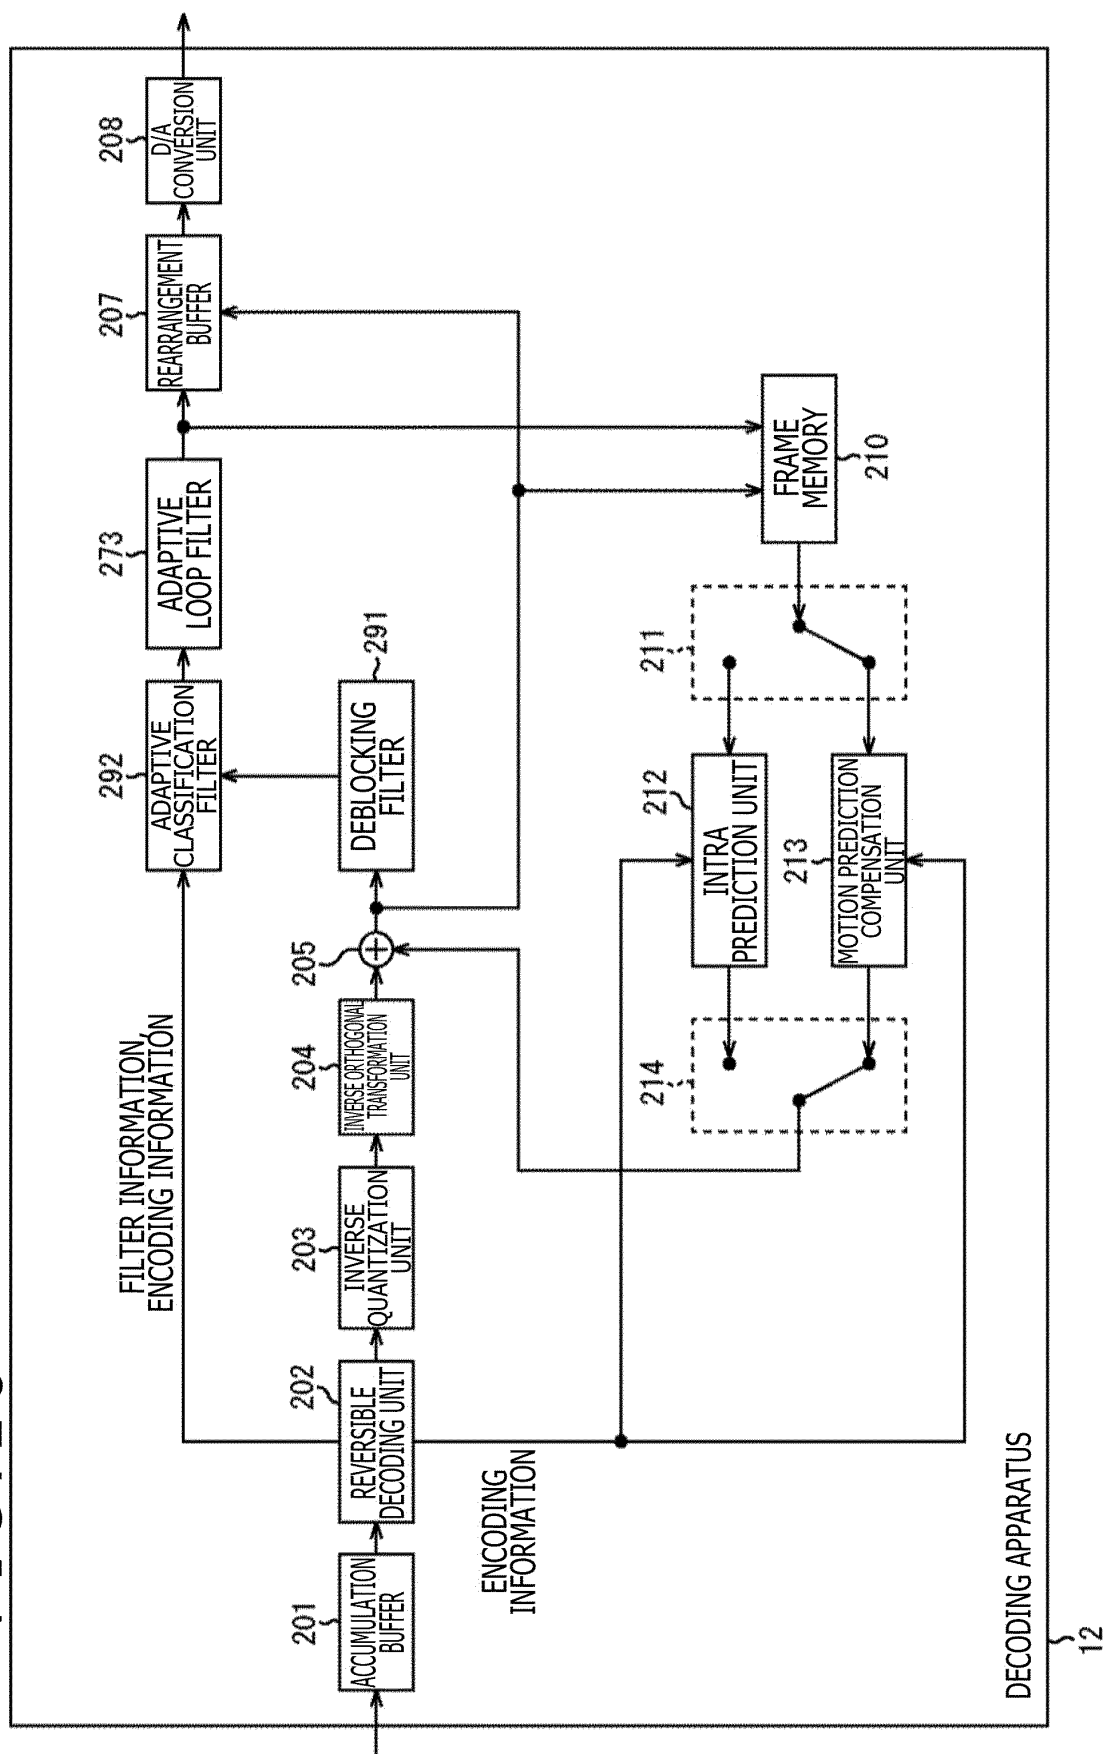 FILTER INFORMATION,
ENCODING INFORMATION
292
ADAPTIVE
CLASSIFICATION
FILTER
273
ADAPTIVE
LOOP FILTER
207
REARRANGEMENT
BUFFER
208
D/A
CONVERSION
UNIT
201
ACCUMULATION
BUFFER
202
REVERSIBLE
DECODING UNIT
203
INVERSE
QUANTIZATION
UNIT
204
INVERSE ORTHOGONAL
TRANSFORMATION
UNIT
205
+
DEBLOCKING
FILTER
291
ENCODING
INFORMATION
214
212
INTRA
PREDICTION UNIT
213
MOTION PREDICTION
COMPENSATION
UNIT
211
FRAME
MEMORY
210
DECODING APPARATUS
12